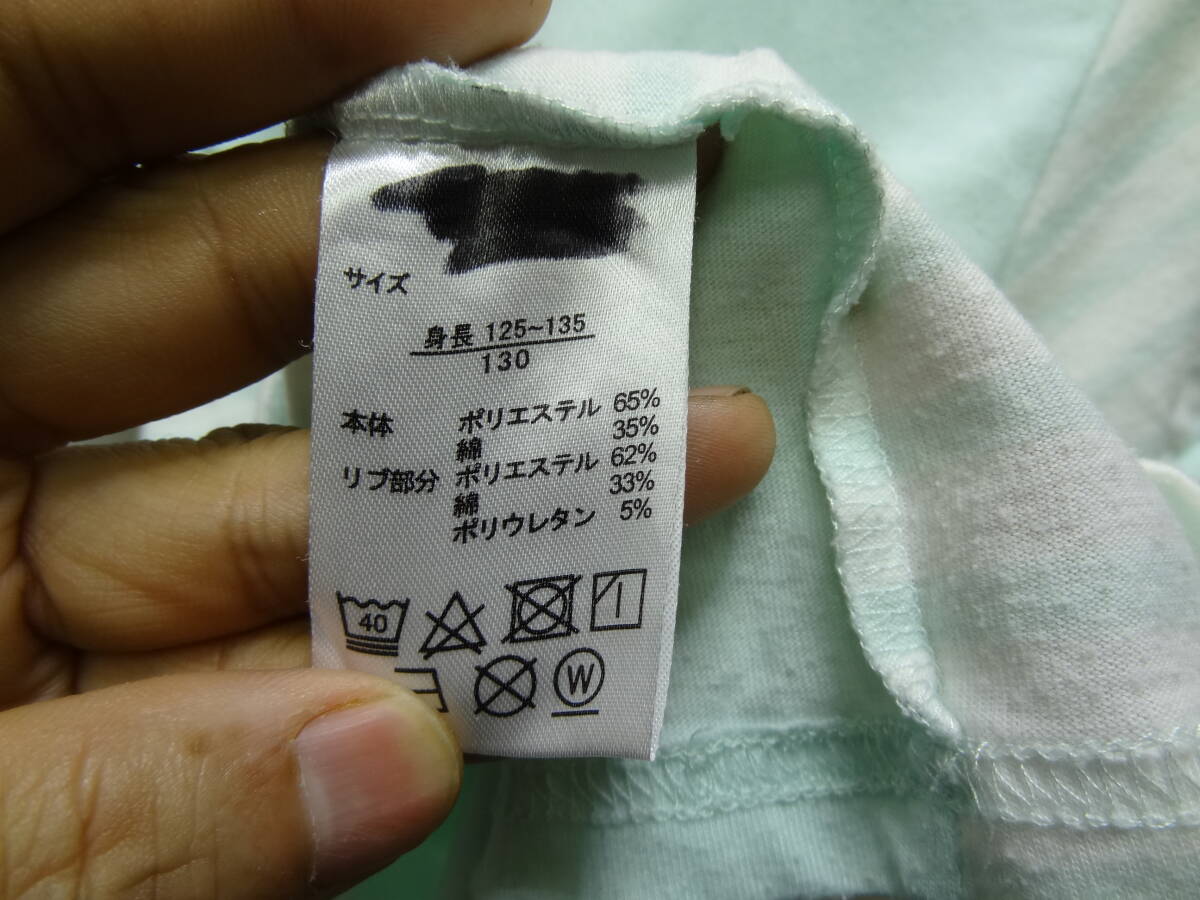 サイズ
身長 125~135
130
本体 ポリエステル 65%
綿 35%
リブ部分 ポリエステル 62%
綿 33%
ポリウレタン 5%
40
W